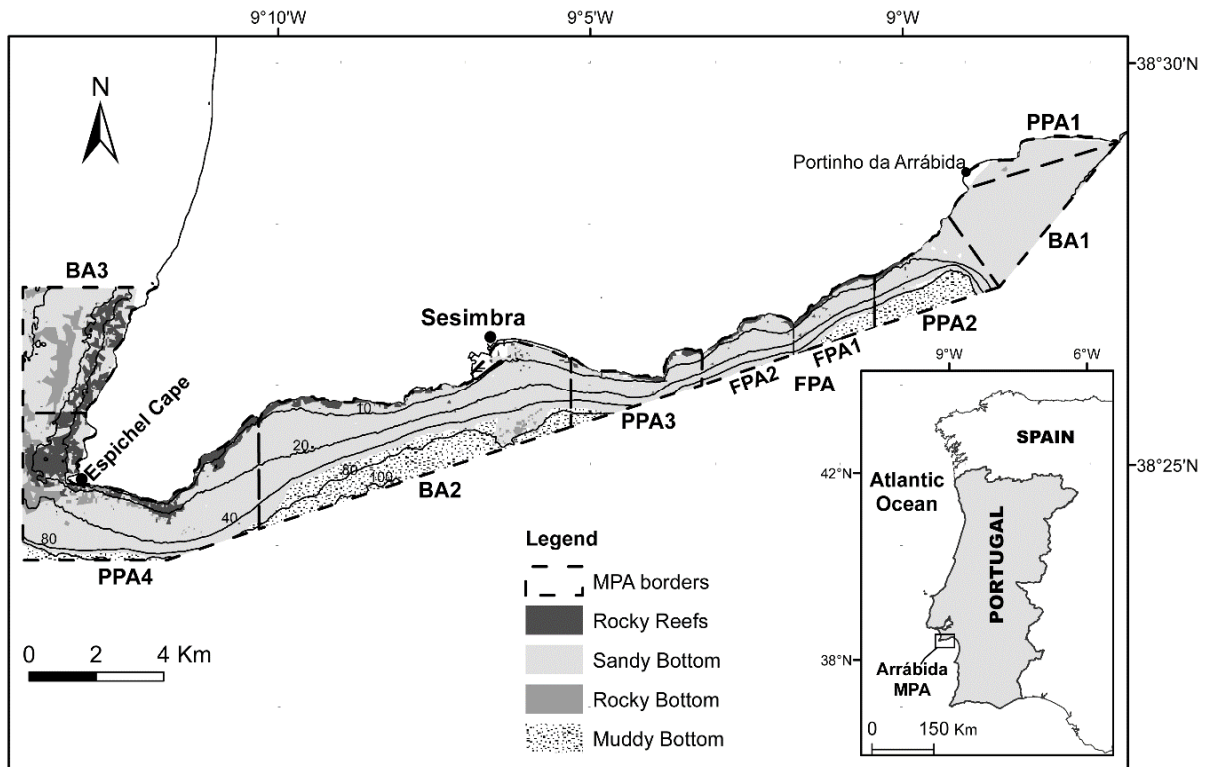 9°10'W
9°5'W
9°W
38°30'N
N
PPA1
Portinho da Arrábida
BA1
BA3
Sesimbra
PPA2
FPA1
FPA2
FPA
Espichel Cape
10
PPA3
20
60
100
BA2
40
80
PPA4
38°25'N
0 2 4 Km
Legend
MPA borders
Rocky Reefs
Sandy Bottom
Rocky Bottom
Muddy Bottom
9°W
6°W
SPAIN
42°N
Atlantic
Ocean
PORTUGAL
38°N
Arrábida
MPA
0 150 Km